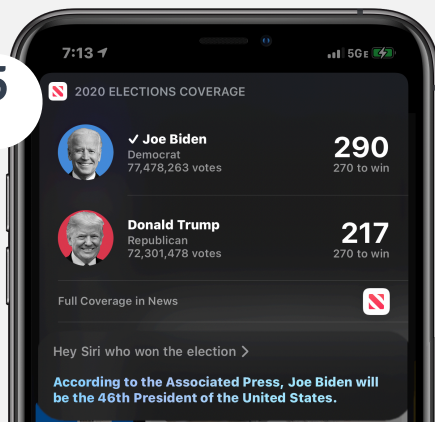 5
7:13
5GE
2020 ELECTIONS COVERAGE
✓ Joe Biden
Democrat
77,478,263 votes
290
270 to win
Donald Trump
Republican
72,301,478 votes
217
270 to win
Full Coverage in News
Hey Siri who won the election >
According to the Associated Press, Joe Biden will
be the 46th President of the United States.